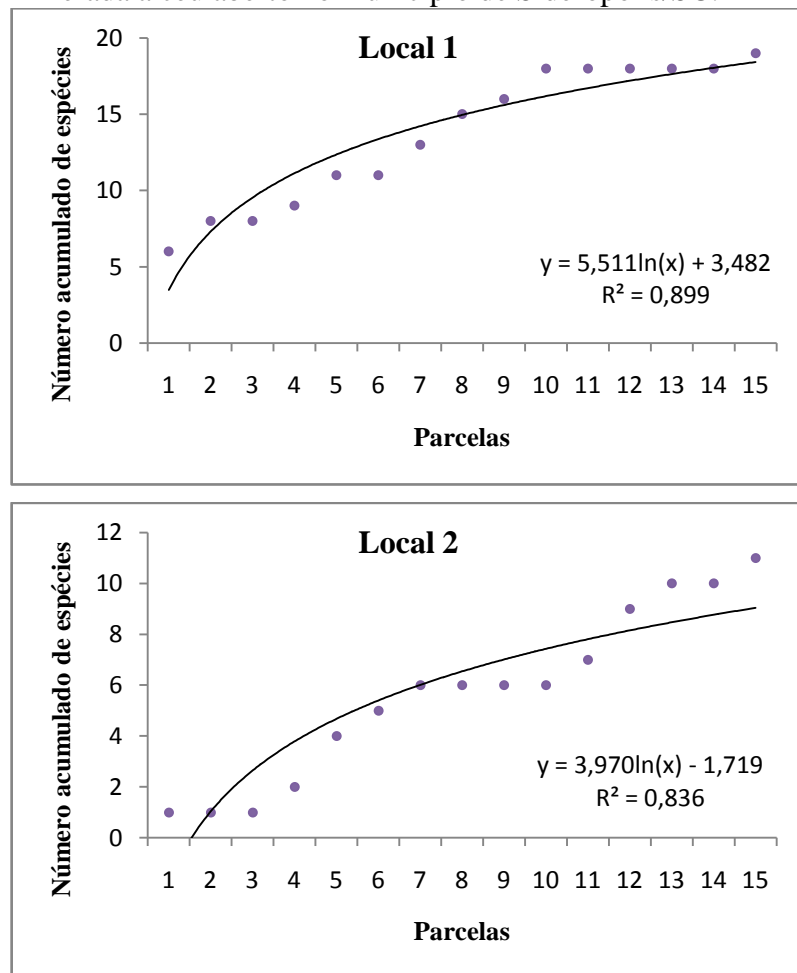 Local 1
Número acumulado de espécies
20
15
10
5
0
y = 5,511ln(x) + 3,482
R² = 0,899
1 2 3 4 5 6 7 8 9 10 11 12 13 14 15
Parcelas
Local 2
Número acumulado de espécies
12
10
8
6
4
2
0
y = 3,970ln(x) - 1,719
R² = 0,836
1 2 3 4 5 6 7 8 9 10 11 12 13 14 15
Parcelas